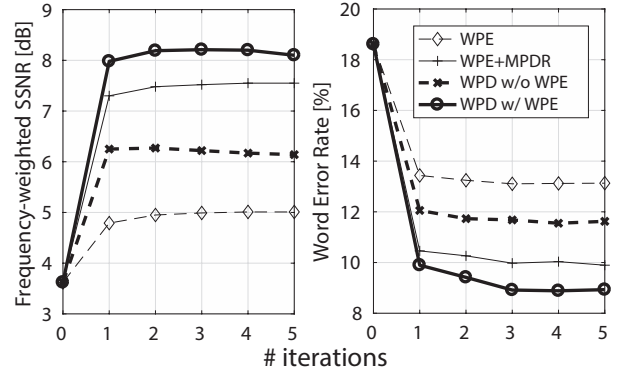 Frequency-weighted SSNR [dB]
9
8
7
6
5
4
3
0 1 2 3 4 5
Word Error Rate [%]
20
18
16
14
12
10
8
0 1 2 3 4 5
WPE
WPE+MPDR
WPD w/o WPE
WPD w/ WPE
# iterations